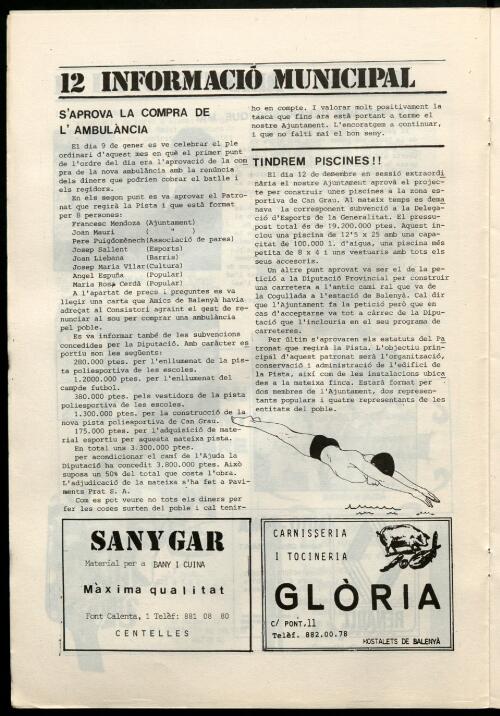 12 INFORMACIÓ MUNICIPAL
S'APROVA LA COMPRA DE
L' AMBULÀNCIA
El dia 9 de gener es ve celebrar el ple
ordinari d'aquest mes en què el primer punt
de l'ordre del dia era l'aprovació de la com
pra de la nova ambulància amb la renúncia
dels diners que podrien cobrar el batlle i
els regidors.
En els segon punt es va aprovar el Patro-
nat que regirà la Pista i que està format
per 8 persones:
Francesc Mendoza (Ajuntament)
Joan Mauri ( " )
Pere Puigdomènech(Associació de pares)
Josep Sallent (Esports)
Joan Liebana (Barris)
Josep Maria Vilar(Cultura)
Angel España (Popular)
Maria Rosa Cerdà (Popular)
A l'apartat de precs i preguntes es va
llegir una carta que Amics de Balenyà havia
adreçat al Consistori agraint el gest de re-
nunciar al sou per comprar una ambulància
pel poble.
Es va informar també de les subvencions
concedides per la Diputació. Amb caràcter es
portiu son les següents:
280.000 ptes. per l'enllumenat de la pis-
ta poliesportiva de les escoles.
1.2000.000 ptes. per l'enllumenat del
campde futbol.
380.000 ptes. pels vestidors de la pista
poliesportiva de les escoles.
1.300.000 ptes. per la construcció de la
nova pista poliesportiva de Can Grau.
175.000 ptes. per l'adquisició de mate-
rial esportiu per aquesta mateixa pista.
En total uns 3.300.000 ptes.
per acondicionar el camí de l'Ajuda la
Diputació ha concedit 3.800.000 ptes. Això
suposa un 50% del total que costa l'obra.
L'adjudicació de la mateixa s'ha fet a Pavi-
ments Prat S. A.
Com es pot veure no tots els diners per
fer les coses surten del poble i cal tenir-
ho en compte. I valorar molt positivament la
tasca que fins ara està portant a terme el
nostre Ajuntament. L'encoratgem a continuar,
i que no falti mai el bon seny.
TINDREM PISCINES!!
El dia 12 de demembre en sessió extraordi
nària el nostre Ajuntament aprovà el projec-
te per construir unes piscines a la zona es-
portiva de Can Grau. Al mateix temps es dema
nava la corresponent subvenció a la Delega-
ció d'Esports de la Generalitat. El pressu-
post total és de 19.200.000 ptes. Aquest in-
clou una piscina de 12'5 x 25 amb una capa-
citat de 100.000 l. d'aigua, una piscina més
petita de 8 x 4 i uns vestuaris amb tots els
seus accesoris.
Un altre punt aprovat va ser el de la pe-
tició a la Diputació Provincial per construir
una carretera a l'antic camí ral que va de
la Cogullada a l'estació de Balenyà. Cal dir
que l'Ajuntament fa la petició però que en
cas d'acceptarse va tot a càrrec de la Dipu-
tació que l'inclouria en el seu programa de
carreteres.
Per últim s'aprovaren els estatuts del Pa
tronat que regirà la Pista. L'objectiu prin-
cipal d'aquest patronat serà l'organització,
conservació i administració de l'edifici de
la Pista, així com de les instalacions ubica
des a la mateixa finca. Estarà format per
dos membres de l'Ajuntament, dos represen-
tants populars i quatre representants de les
entitats del poble.
SANYGAR
Material per a BANY I CUINA
Màxima qualitat
Font Calenta, 1 Telèf: 881 08 80
CENTELLES
CARNISSERIA
I TOCINERIA
GLÒRIA
C/ PONT,11
Telèf. 882.00.78
HOSTALETS DE BALENYÀ